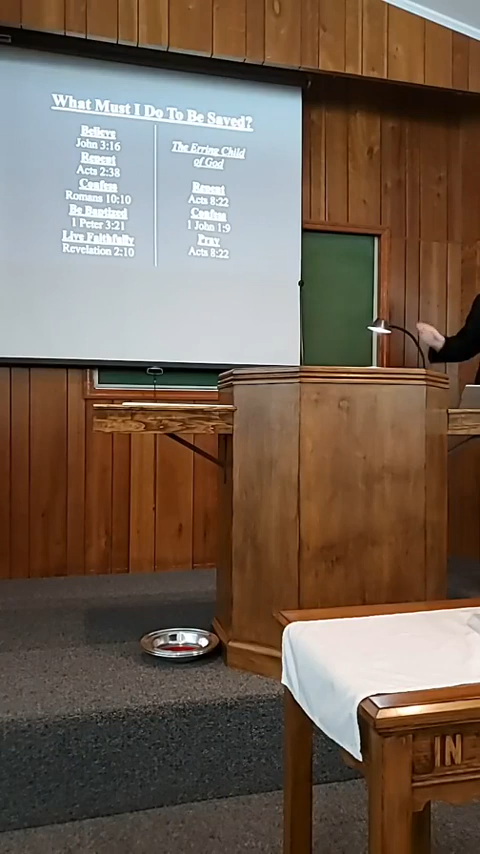 What Must I Do To Be Saved?
Believe
John 3:16
Repent
Acts 2:38
Confess
Romans 10:10
Be Baptized
1 Peter 3:21
Live Faithfully
Revelation 2:10
The Erring Child
of God
Repent
Acts 8:22
Confess
1 John 1:9
Pray
Acts 8:22
IN